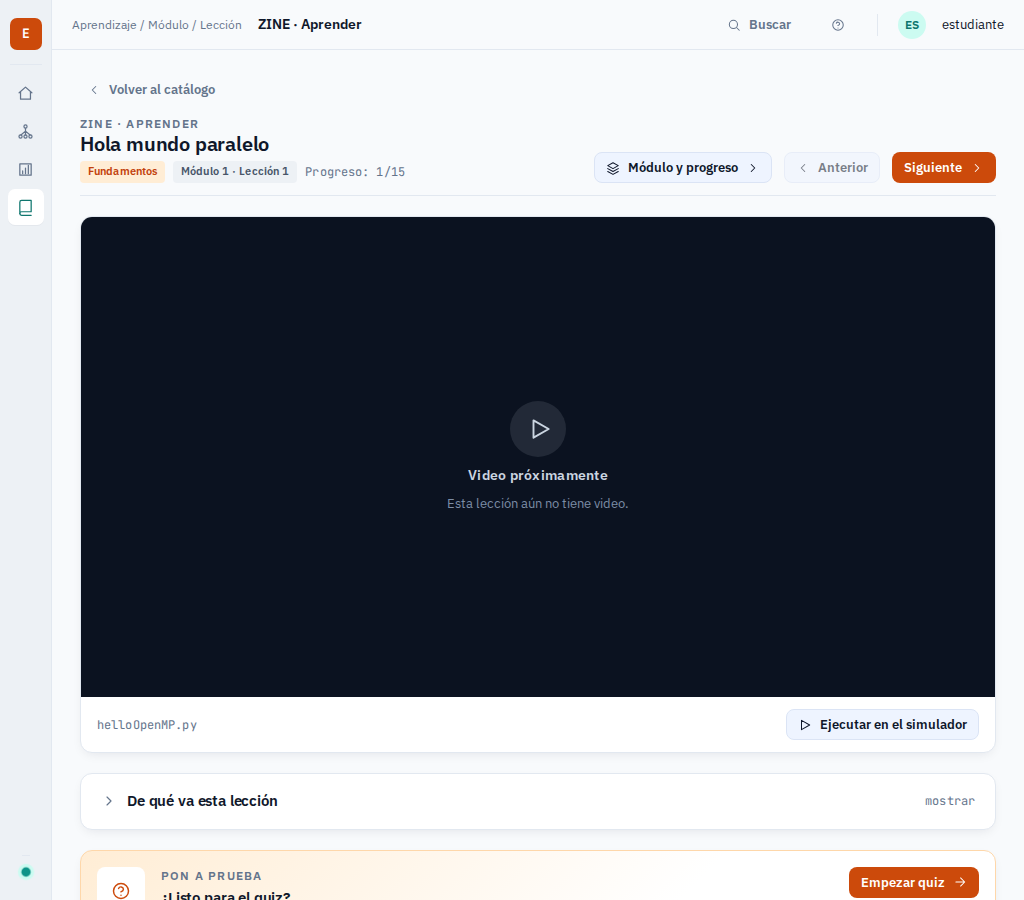 E
Aprendizaje / Módulo / Lección
ZINE · Aprender
Buscar
ES
estudiante
Volver al catálogo
ZINE · APRENDER
Hola mundo paralelo
Fundamentos
Módulo 1 · Lección 1
Progreso: 1/15
Módulo y progreso
Anterior
Siguiente
Video próximamente
Esta lección aún no tiene video.
helloOpenMP.py
Ejecutar en el simulador
De qué va esta lección
mostrar
PON A PRUEBA
¿Listo para el quiz?
Empezar quiz